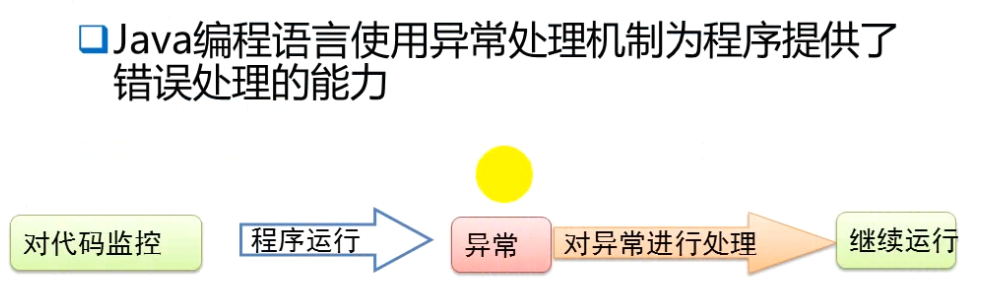 Java编程语言使用异常处理机制为程序提供了
错误处理的能力
对代码监控
程序运行
异常
对异常进行处理
继续运行